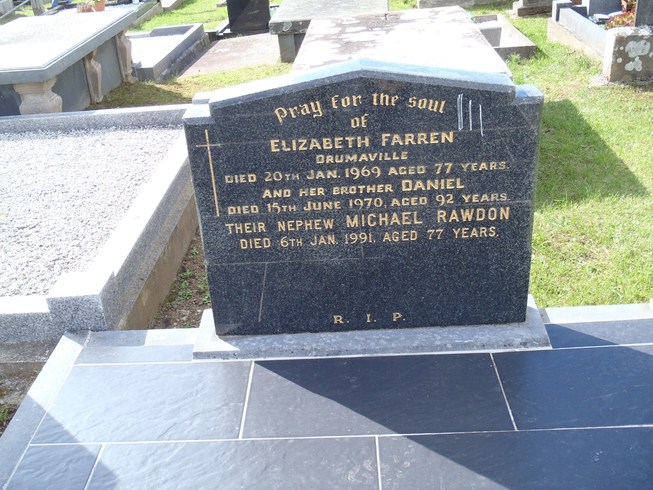 Pray for the soul
of
ELIZABETH FARREN
DRUMAVILLE
DIED 20TH JAN. 1969 AGED 77 YEARS.
AND HER BROTHER DANIEL
DIED 15TH JUNE 1970, AGED 92 YEARS.
THEIR NEPHEW MICHAEL RAWDON
DIED 6TH JAN. 1991, AGED 77 YEARS.
R. I. P.